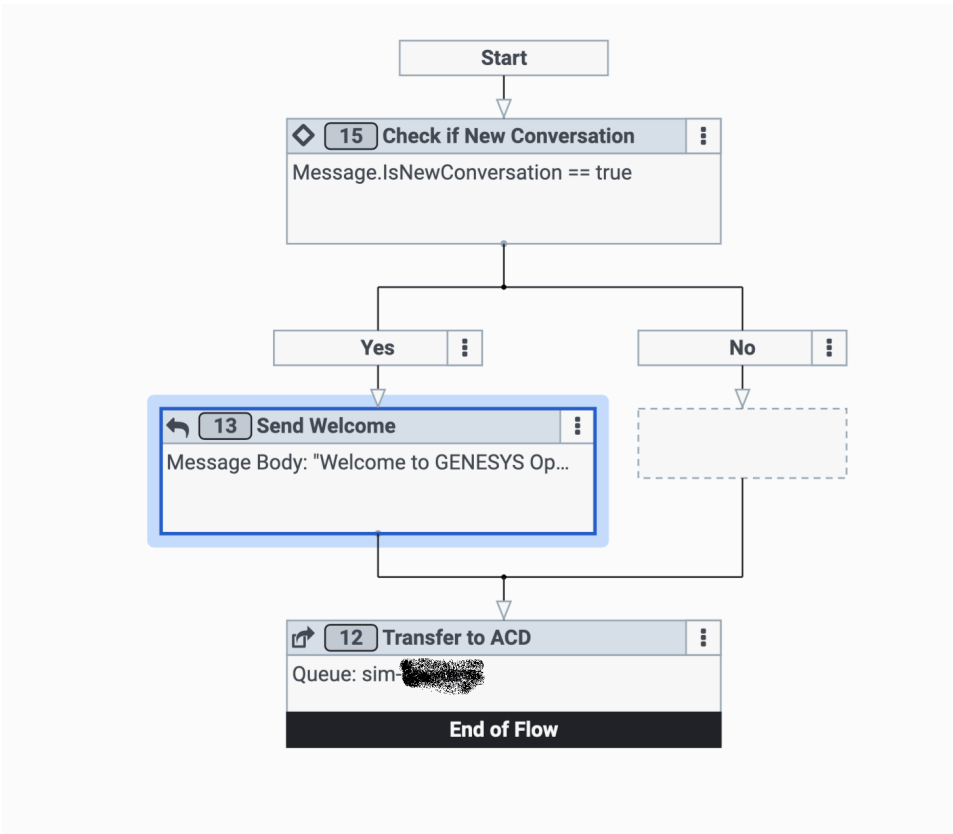 Start
15 Check if New Conversation
Message.IsNewConversation == true
Yes
No
13 Send Welcome
Message Body: "Welcome to GENESYS Op...
12 Transfer to ACD
Queue: sim-
End of Flow